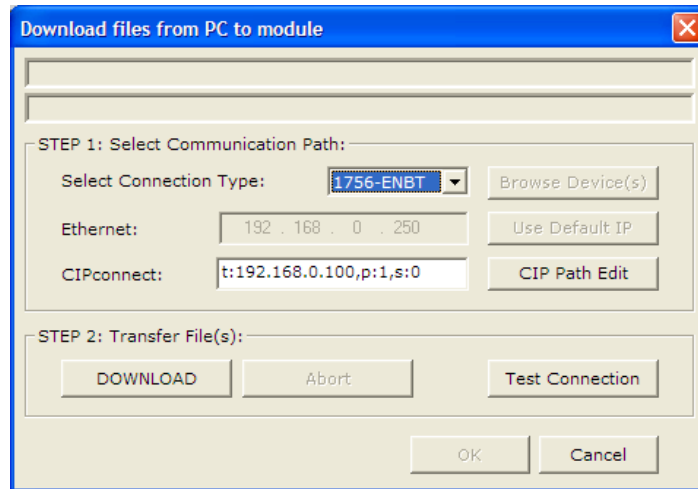 Download files from PC to module
STEP 1: Select Communication Path:
Select Connection Type: 1756-ENBT Browse Device(s)
Ethernet: 192 . 168 . 0 . 250 Use Default IP
CIPconnect: t:192.168.0.100,p:1,s:0 CIP Path Edit
STEP 2: Transfer File(s):
DOWNLOAD Abort Test Connection
OK Cancel